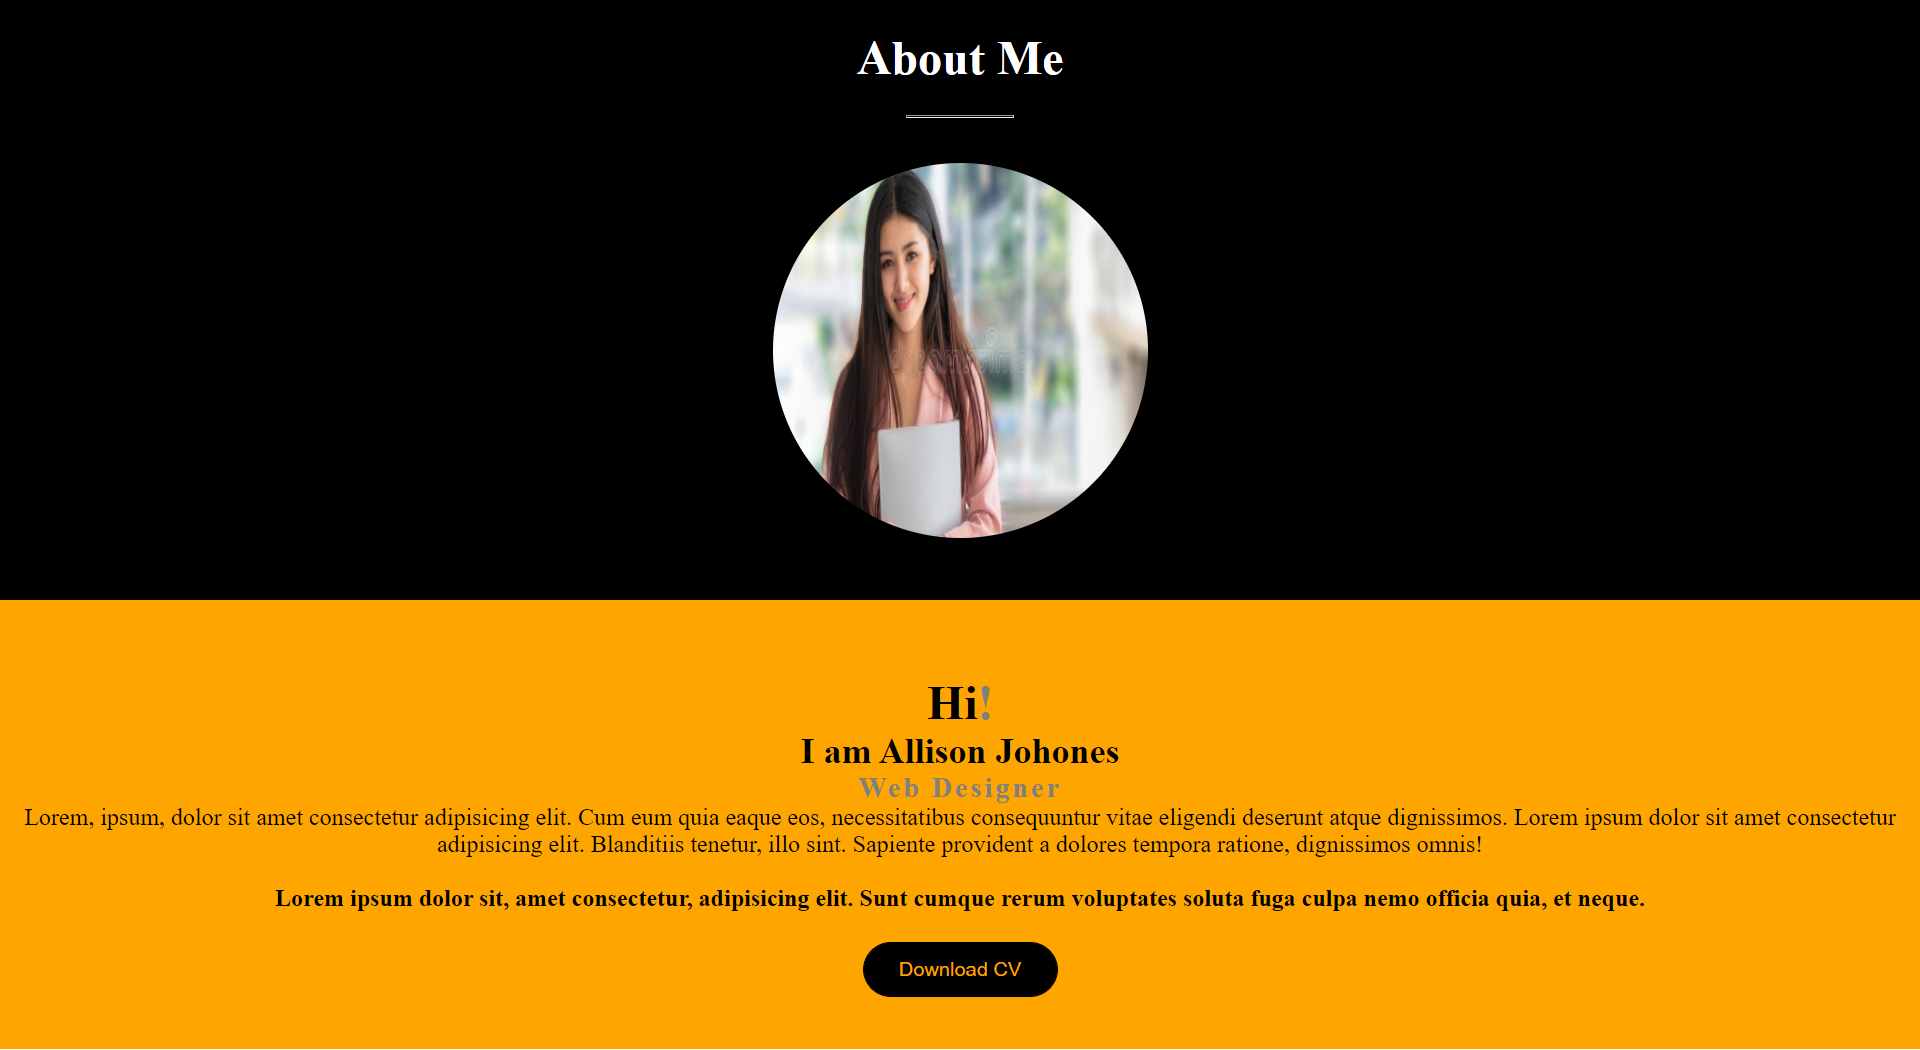 About Me
dreamstime
Hi!
I am Allison Johones
Web Designer
Lorem, ipsum, dolor sit amet consectetur adipisicing elit. Cum eum quia eaque eos, necessitatibus consequuntur vitae eligendi deserunt atque dignissimos. Lorem ipsum dolor sit amet consectetur
adipisicing elit. Blanditiis tenetur, illo sint. Sapiente provident a dolores tempora ratione, dignissimos omnis!
Lorem ipsum dolor sit, amet consectetur, adipisicing elit. Sunt cumque rerum voluptates soluta fuga culpa nemo officia quia, et neque.
Download CV